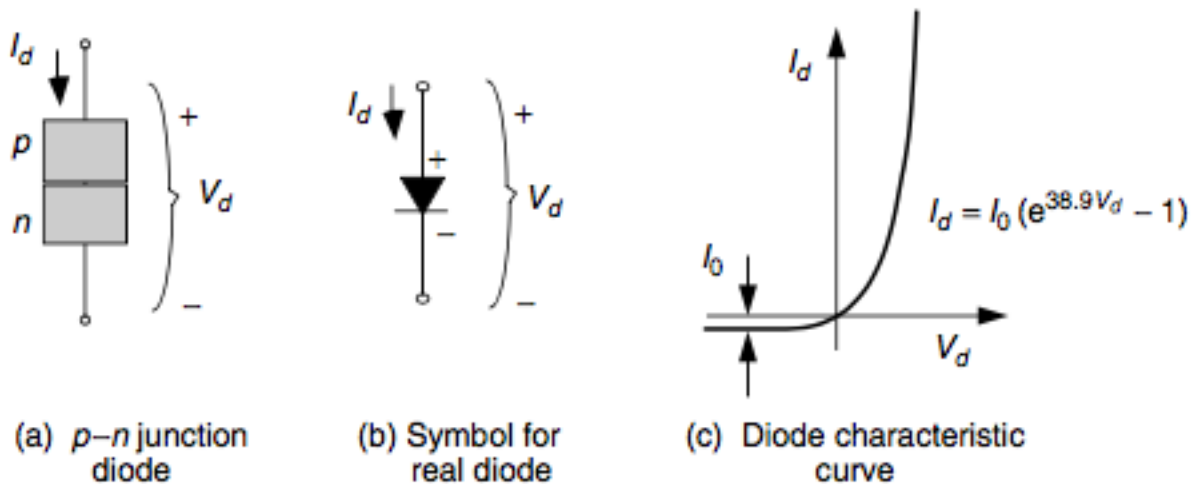 I_d
p
n
+
V_d
−
I_d
+
−
+
V_d
−
I_d
I_d = I_0 (e^{38.9V_d} − 1)
I_0
V_d
(a) p–n junction
diode
(b) Symbol for
real diode
(c) Diode characteristic
curve